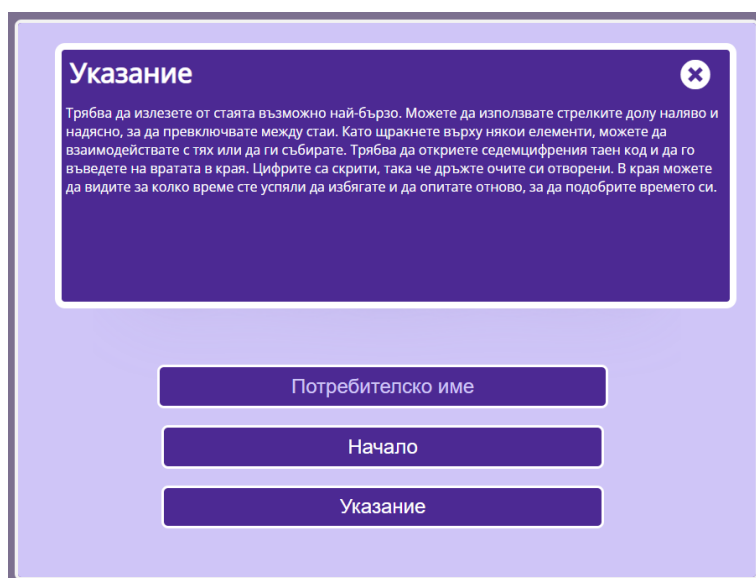 Указание
Трябва да излезете от стаята възможно най-бързо. Можете да използвате стрелките долу наляво и
надясно, за да превключвате между стаи. Като щракнете върху някои елементи, можете да
взаимодействате с тях или да ги събирате. Трябва да откриете седемцифрения таен код и да го
въведете на вратата в края. Цифрите са скрити, така че дръжте очите си отворени. В края можете
да видите за колко време сте успяли да избягате и да опитате отново, за да подобрите времето си.
Потребителско име
Начало
Указание